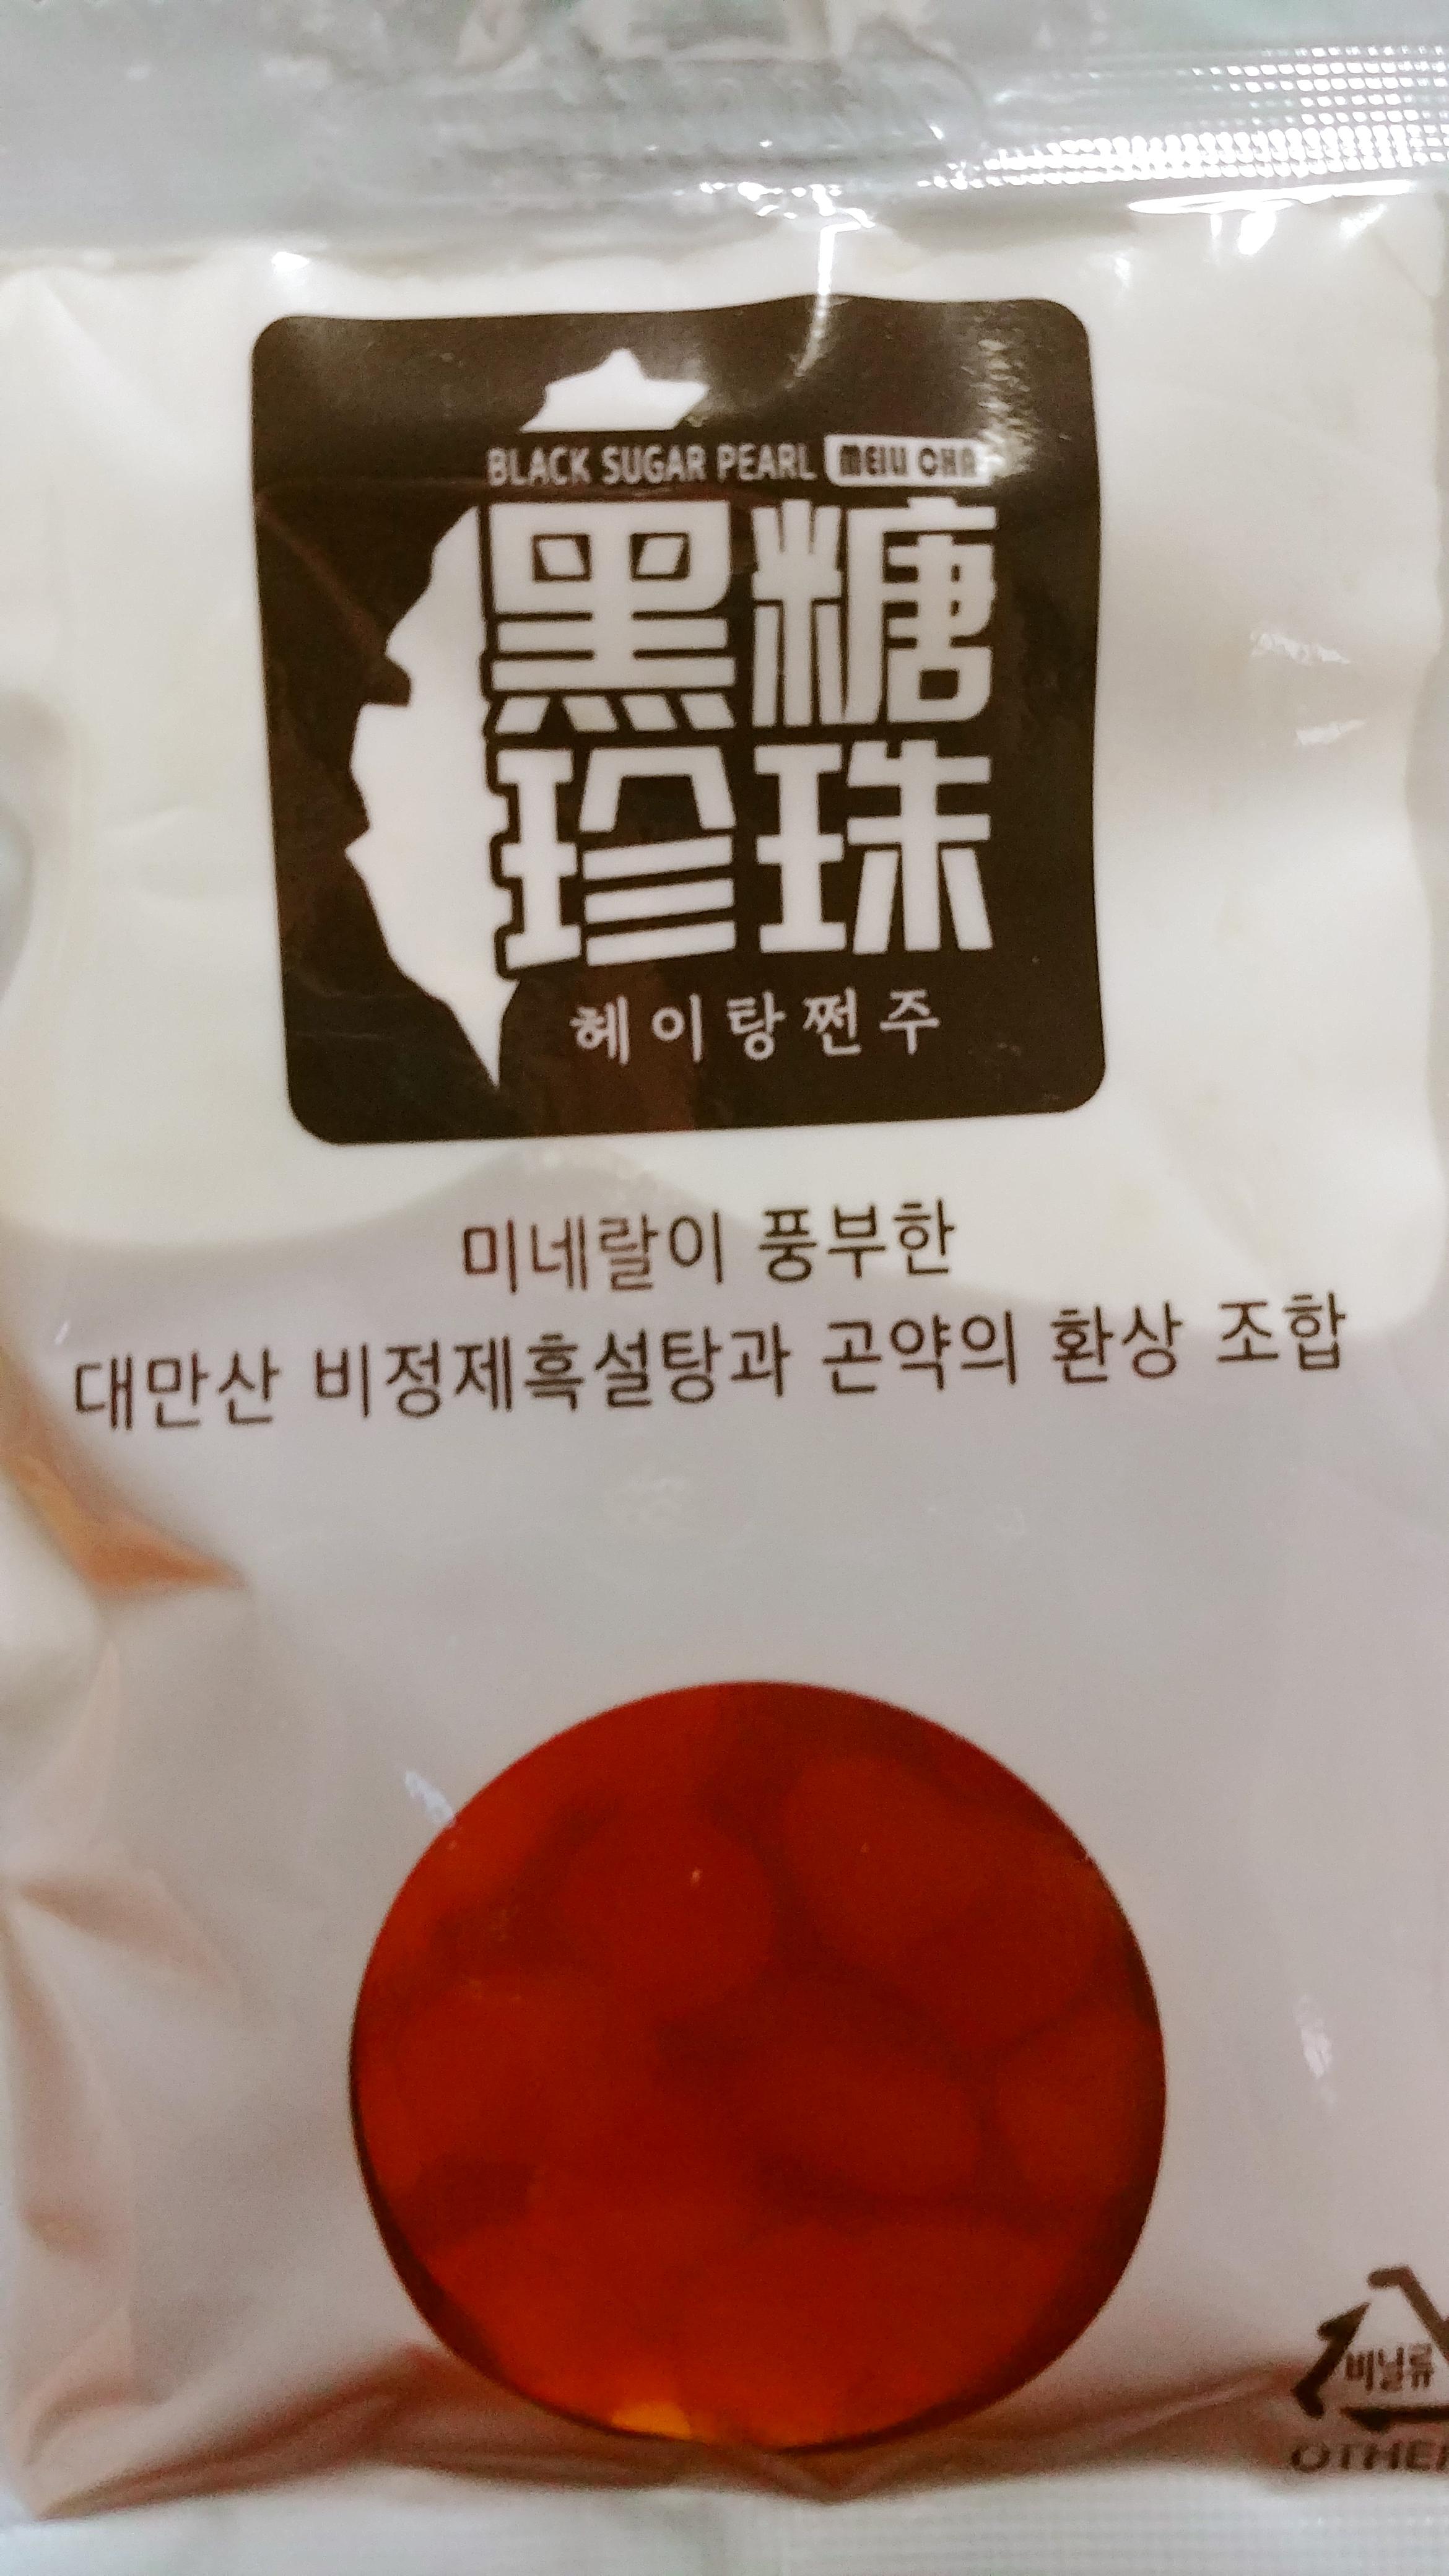 BLACK SUGAR PEARL MEIU CHA
黑糖
珍珠
헤이탕쩐주
미네랄이 풍부한
대만산 비정제흑설탕과 곤약의 환상 조합
비닐류
OTHER